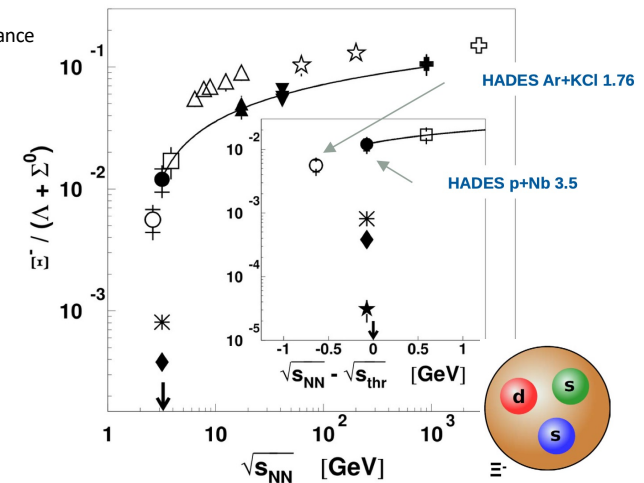 ance
10^-1
10^-2
10^-3
Ξ⁻ / (Λ + Σ⁰)
1
10
10^2
10^3
√s_NN [GeV]
HADES Ar+KCl 1.76
HADES p+Nb 3.5
10^-2
10^-3
10^-4
10^-5
-1
-0.5
0
0.5
1
√s_NN - √s_thr [GeV]
d
s
s
Ξ⁻